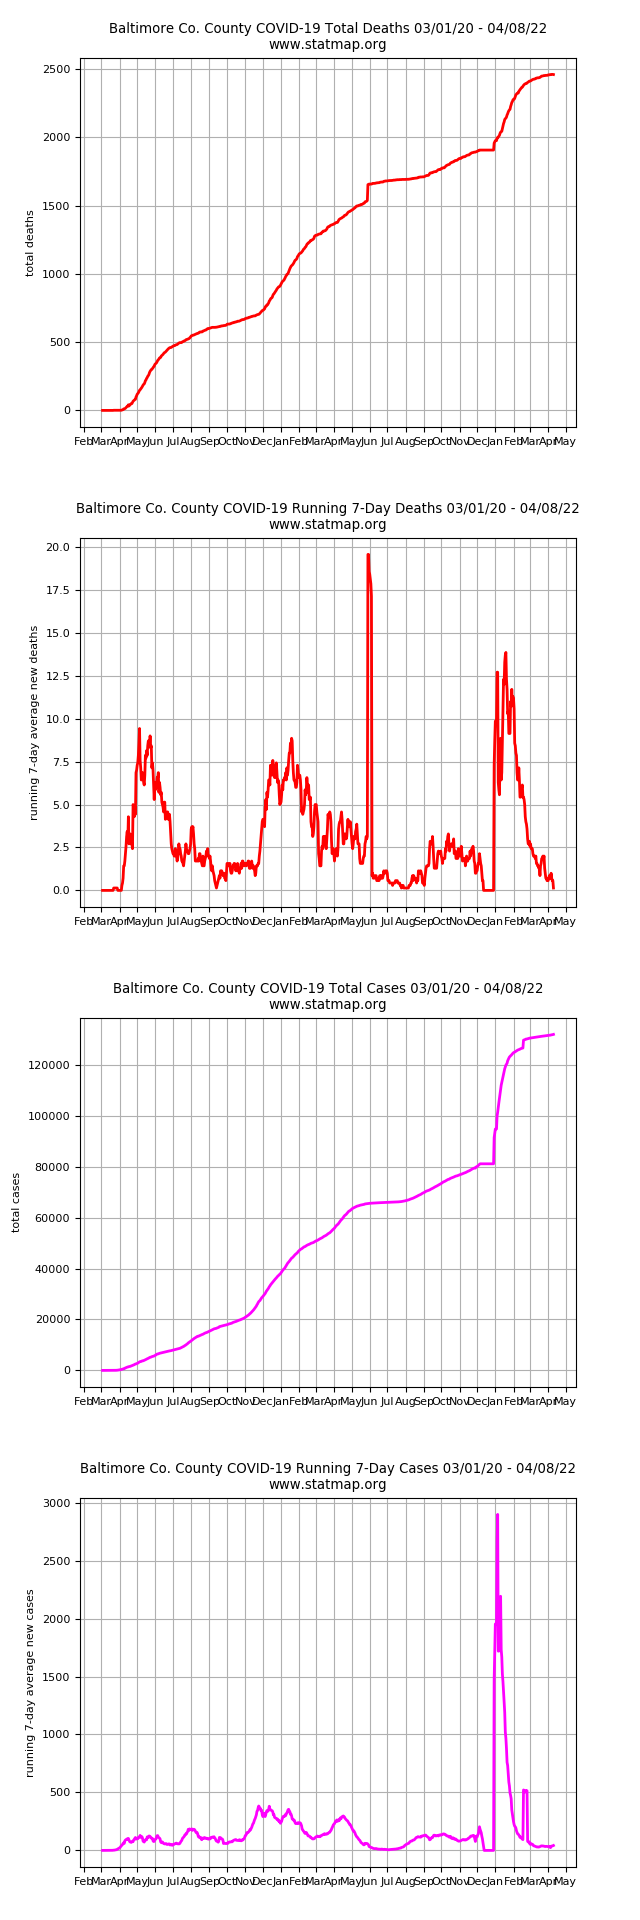 Baltimore Co. County COVID-19 Total Deaths 03/01/20 - 04/08/22
www.statmap.org
2500
2000
1500
1000
500
0
total deaths
Feb Mar Apr May Jun Jul Aug Sep Oct Nov Dec Jan Feb Mar Apr May Jun Jul Aug Sep Oct Nov Dec Jan Feb Mar Apr May
Baltimore Co. County COVID-19 Running 7-Day Deaths 03/01/20 - 04/08/22
www.statmap.org
20.0
17.5
15.0
12.5
10.0
7.5
5.0
2.5
0.0
running 7-day average new deaths
Feb Mar Apr May Jun Jul Aug Sep Oct Nov Dec Jan Feb Mar Apr May Jun Jul Aug Sep Oct Nov Dec Jan Feb Mar Apr May
Baltimore Co. County COVID-19 Total Cases 03/01/20 - 04/08/22
www.statmap.org
120000
100000
80000
60000
40000
20000
0
total cases
Feb Mar Apr May Jun Jul Aug Sep Oct Nov Dec Jan Feb Mar Apr May Jun Jul Aug Sep Oct Nov Dec Jan Feb Mar Apr May
Baltimore Co. County COVID-19 Running 7-Day Cases 03/01/20 - 04/08/22
www.statmap.org
3000
2500
2000
1500
1000
500
0
running 7-day average new cases
Feb Mar Apr May Jun Jul Aug Sep Oct Nov Dec Jan Feb Mar Apr May Jun Jul Aug Sep Oct Nov Dec Jan Feb Mar Apr May